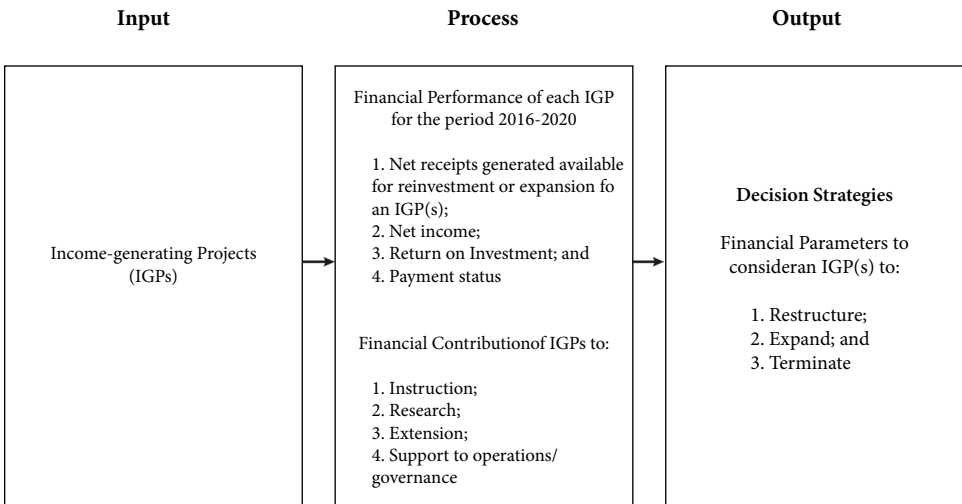 Input
Process
Output
Income-generating Projects
(IGPs)
Financial Performance of each IGP
for the period 2016-2020
1. Net receipts generated available
for reinvestment or expansion fo
an IGP(s);
2. Net income;
3. Return on Investment; and
4. Payment status
Financial Contributionof IGPs to:
1. Instruction;
2. Research;
3. Extension;
4. Support to operations/
governance
Decision Strategies
Financial Parameters to
consideran IGP(s) to:
1. Restructure;
2. Expand; and
3. Terminate